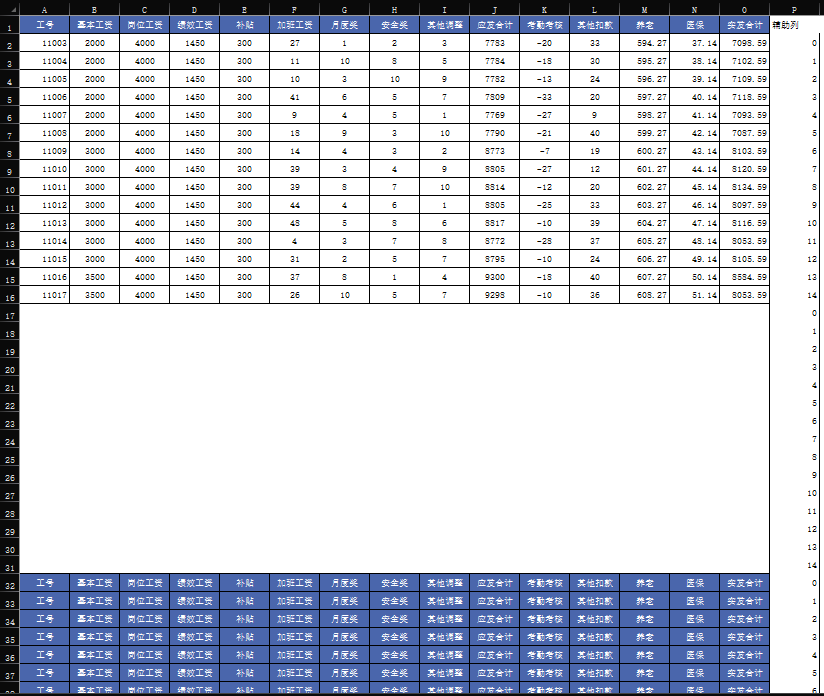 A B C D E F G H I J K L M N O P
1 工号 基本工资 岗位工资 绩效工资 补贴 加班工资 月度奖 安全奖 其他调整 应发合计 考勤考核 其他扣款 养老 医保 实发合计 辅助列
2 11003 2000 4000 1450 300 27 1 2 3 7783 -20 33 594.27 37.14 7098.59 0
3 11004 2000 4000 1450 300 11 10 8 5 7784 -18 30 595.27 38.14 7102.59 1
4 11005 2000 4000 1450 300 10 3 10 9 7782 -13 24 596.27 39.14 7109.59 2
5 11006 2000 4000 1450 300 41 6 5 7 7809 -33 20 597.27 40.14 7118.59 3
6 11007 2000 4000 1450 300 9 4 5 1 7769 -27 9 598.27 41.14 7093.59 4
7 11008 2000 4000 1450 300 18 9 3 10 7790 -21 40 599.27 42.14 7087.59 5
8 11009 3000 4000 1450 300 14 4 3 2 8773 -7 19 600.27 43.14 8103.59 6
9 11010 3000 4000 1450 300 39 3 4 9 8805 -27 12 601.27 44.14 8120.59 7
10 11011 3000 4000 1450 300 39 8 7 10 8814 -12 20 602.27 45.14 8134.59 8
11 11012 3000 4000 1450 300 44 4 6 1 8805 -25 33 603.27 46.14 8097.59 9
12 11013 3000 4000 1450 300 48 5 8 6 8817 -10 39 604.27 47.14 8116.59 10
13 11014 3000 4000 1450 300 4 3 7 8 8772 -28 37 605.27 48.14 8053.59 11
14 11015 3000 4000 1450 300 31 2 5 7 8795 -10 24 606.27 49.14 8105.59 12
15 11016 3500 4000 1450 300 37 8 1 4 9300 -18 40 607.27 50.14 8584.59 13
16 11017 3500 4000 1450 300 26 10 5 7 9298 -10 36 608.27 51.14 8053.59 14
17 0
18 1
19 2
20 3
21 4
22 5
23 6
24 7
25 8
26 9
27 10
28 11
29 12
30 13
31 14
32 工号 基本工资 岗位工资 绩效工资 补贴 加班工资 月度奖 安全奖 其他调整 应发合计 考勤考核 其他扣款 养老 医保 实发合计 0
33 工号 基本工资 岗位工资 绩效工资 补贴 加班工资 月度奖 安全奖 其他调整 应发合计 考勤考核 其他扣款 养老 医保 实发合计 1
34 工号 基本工资 岗位工资 绩效工资 补贴 加班工资 月度奖 安全奖 其他调整 应发合计 考勤考核 其他扣款 养老 医保 实发合计 2
35 工号 基本工资 岗位工资 绩效工资 补贴 加班工资 月度奖 安全奖 其他调整 应发合计 考勤考核 其他扣款 养老 医保 实发合计 3
36 工号 基本工资 岗位工资 绩效工资 补贴 加班工资 月度奖 安全奖 其他调整 应发合计 考勤考核 其他扣款 养老 医保 实发合计 4
37 工号 基本工资 岗位工资 绩效工资 补贴 加班工资 月度奖 安全奖 其他调整 应发合计 考勤考核 其他扣款 养老 医保 实发合计 5
工号 基本工资 岗位工资 绩效工资 补贴 加班工资 月度奖 安全奖 其他调整 应发合计 考勤考核 其他扣款 养老 医保 实发合计 6